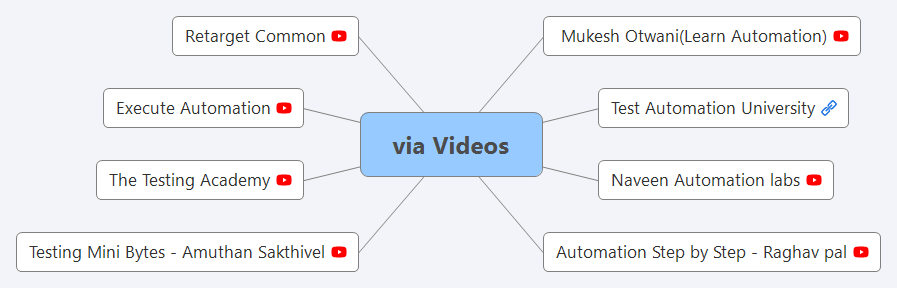 Retarget Common
Mukesh Otwani(Learn Automation)
Execute Automation
Test Automation University
via Videos
The Testing Academy
Naveen Automation labs
Testing Mini Bytes - Amuthan Sakthivel
Automation Step by Step - Raghav pal